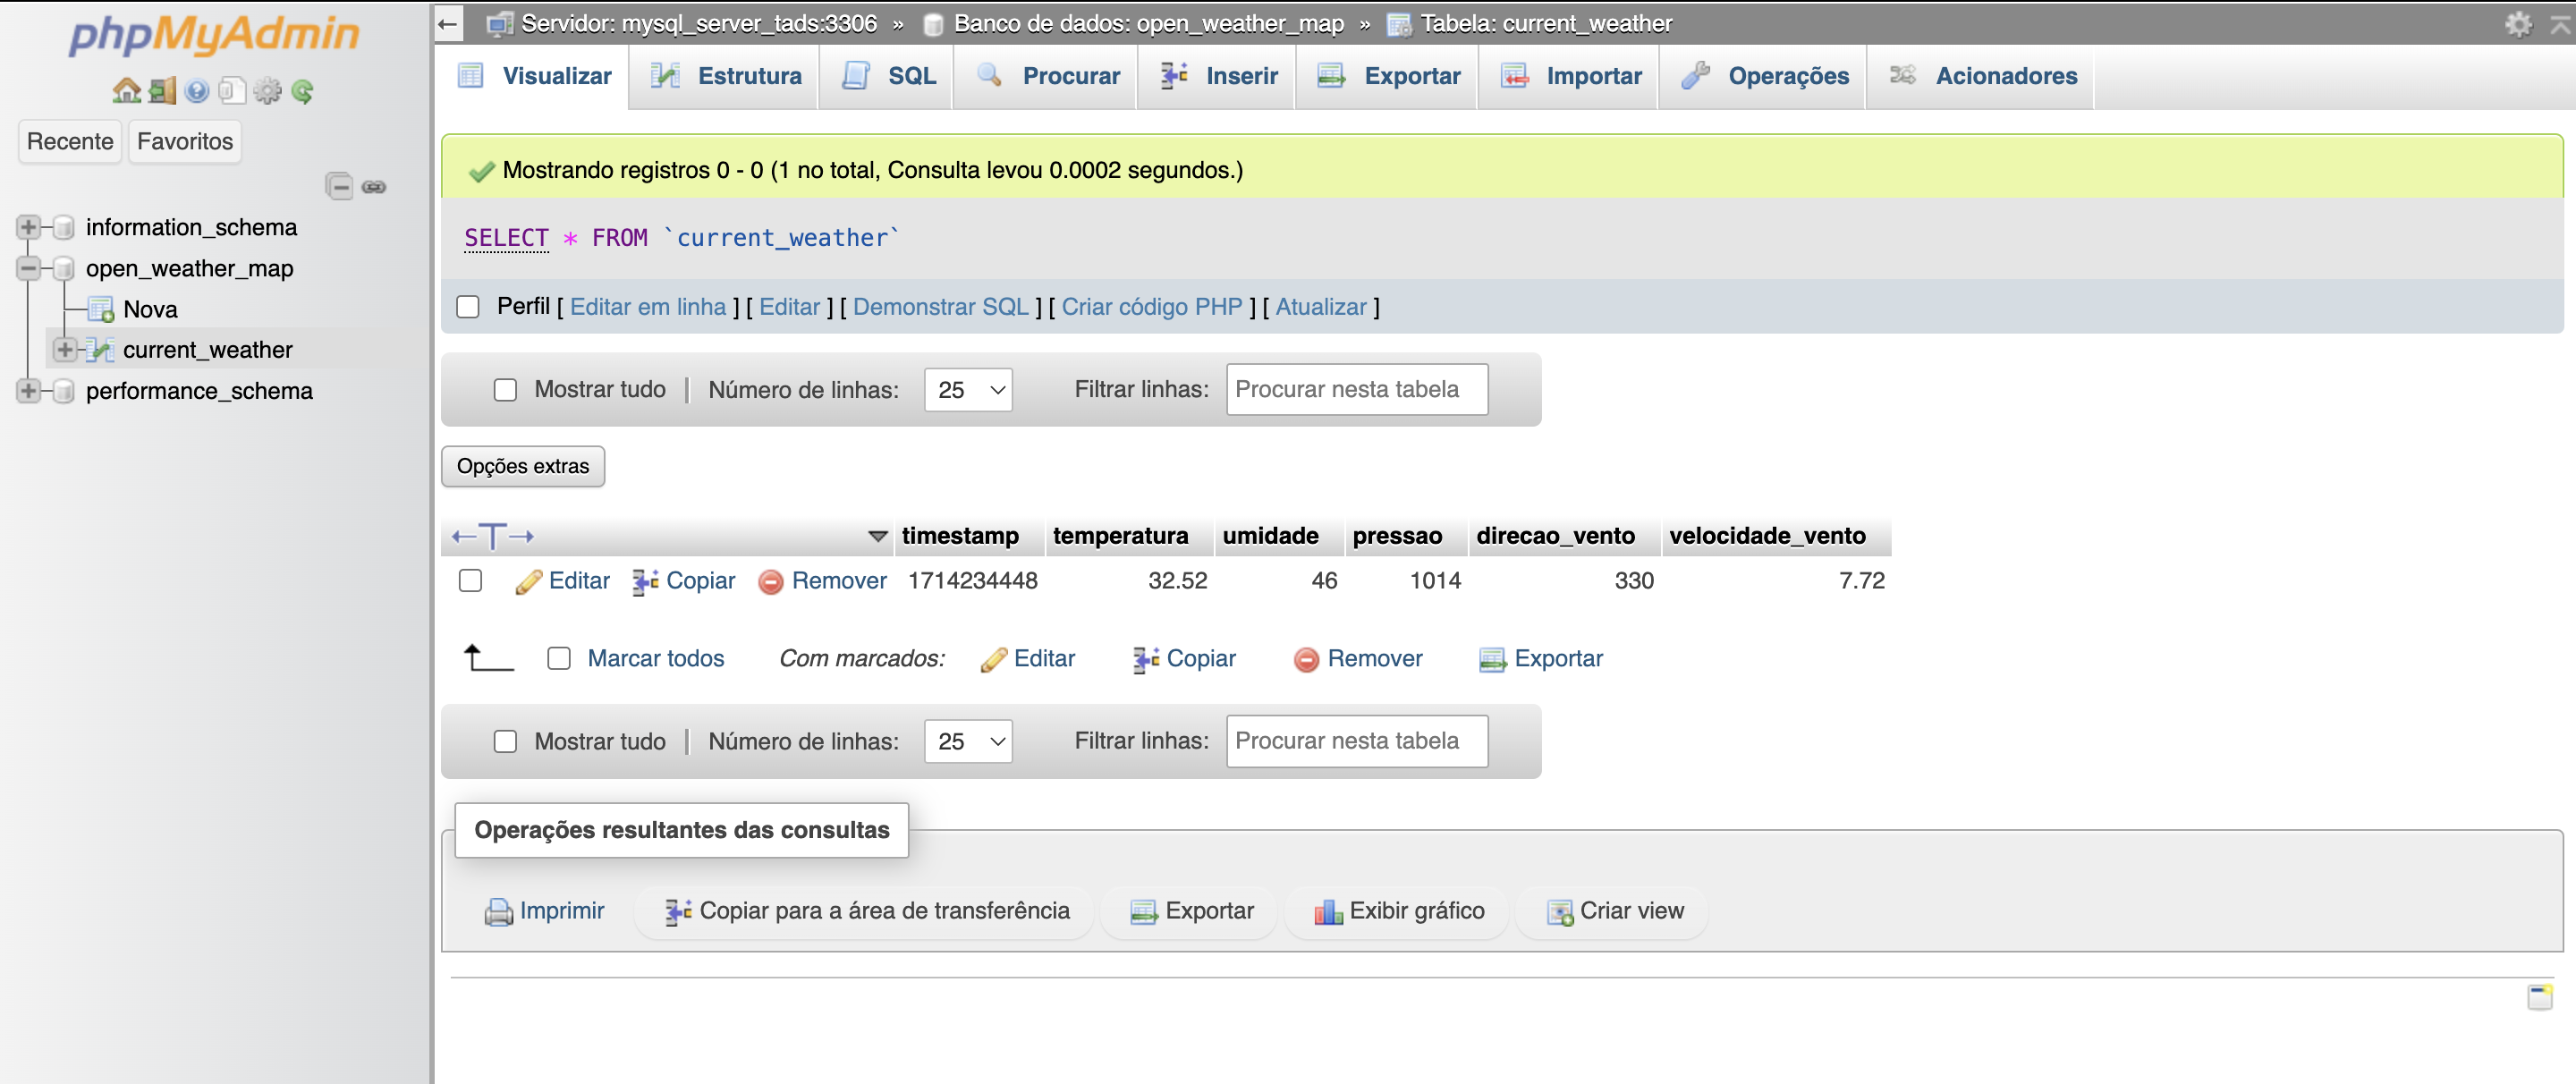 phpMyAdmin
Recente Favoritos
information_schema
open_weather_map
Nova
current_weather
performance_schema
Servidor: mysql_server_tads:3306 » Banco de dados: open_weather_map » Tabela: current_weather
Visualizar Estrutura SQL Procurar Inserir Exportar Importar Operações Acionadores
Mostrando registros 0 - 0 (1 no total, Consulta levou 0.0002 segundos.)
SELECT * FROM `current_weather`
Perfil [ Editar em linha ] [ Editar ] [ Demonstrar SQL ] [ Criar código PHP ] [ Atualizar ]
Mostrar tudo | Número de linhas: 25 Filtrar linhas: Procurar nesta tabela
Opções extras
←T→ timestamp temperatura umidade pressao direcao_vento velocidade_vento
Editar Copiar Remover 1714234448 32.52 46 1014 330 7.72
Marcar todos Com marcados: Editar Copiar Remover Exportar
Mostrar tudo | Número de linhas: 25 Filtrar linhas: Procurar nesta tabela
Operações resultantes das consultas
Imprimir Copiar para a área de transferência Exportar Exibir gráfico Criar view